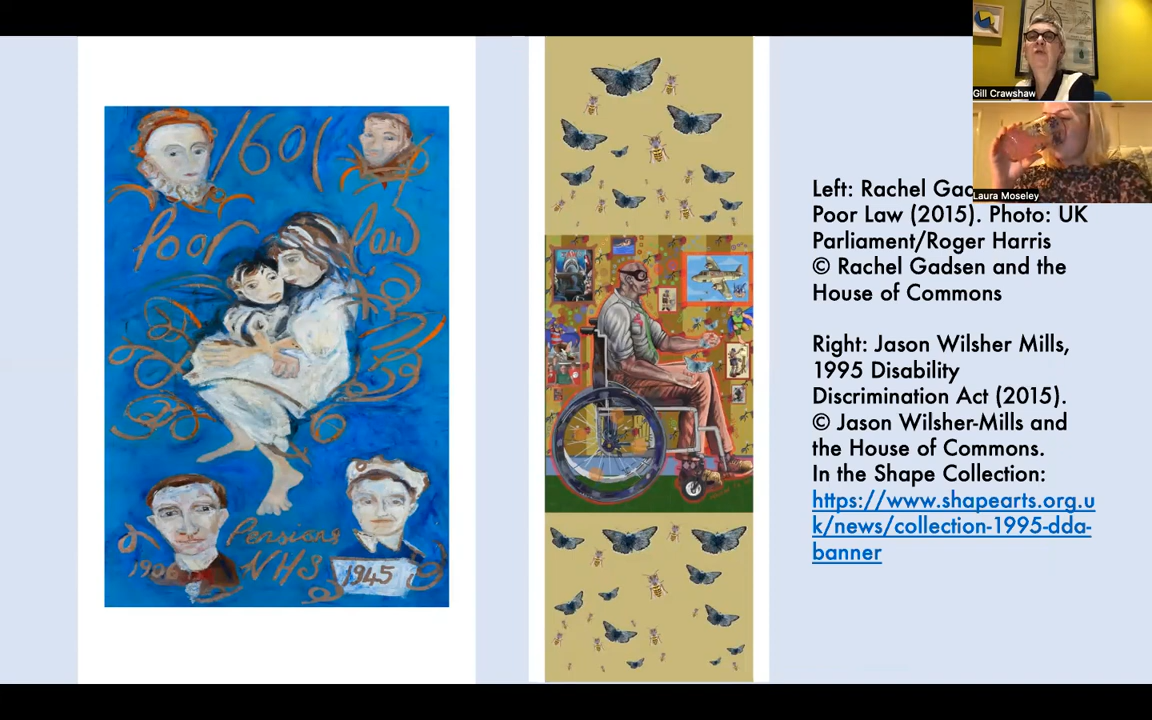 1601
Poor Law
Pensions
1906 NHS 1945
Left: Rachel
Poor Law (2015). Photo: UK
Parliament/Roger Harris
© Rachel Gadsen and the
House of Commons
Right: Jason Wilsher Mills,
1995 Disability
Discrimination Act (2015).
© Jason Wilsher-Mills and
the House of Commons.
In the Shape Collection:
https://www.shapearts.org.u
k/news/collection-1995-dda-
banner
Gill Crawshaw
Laura Moseley